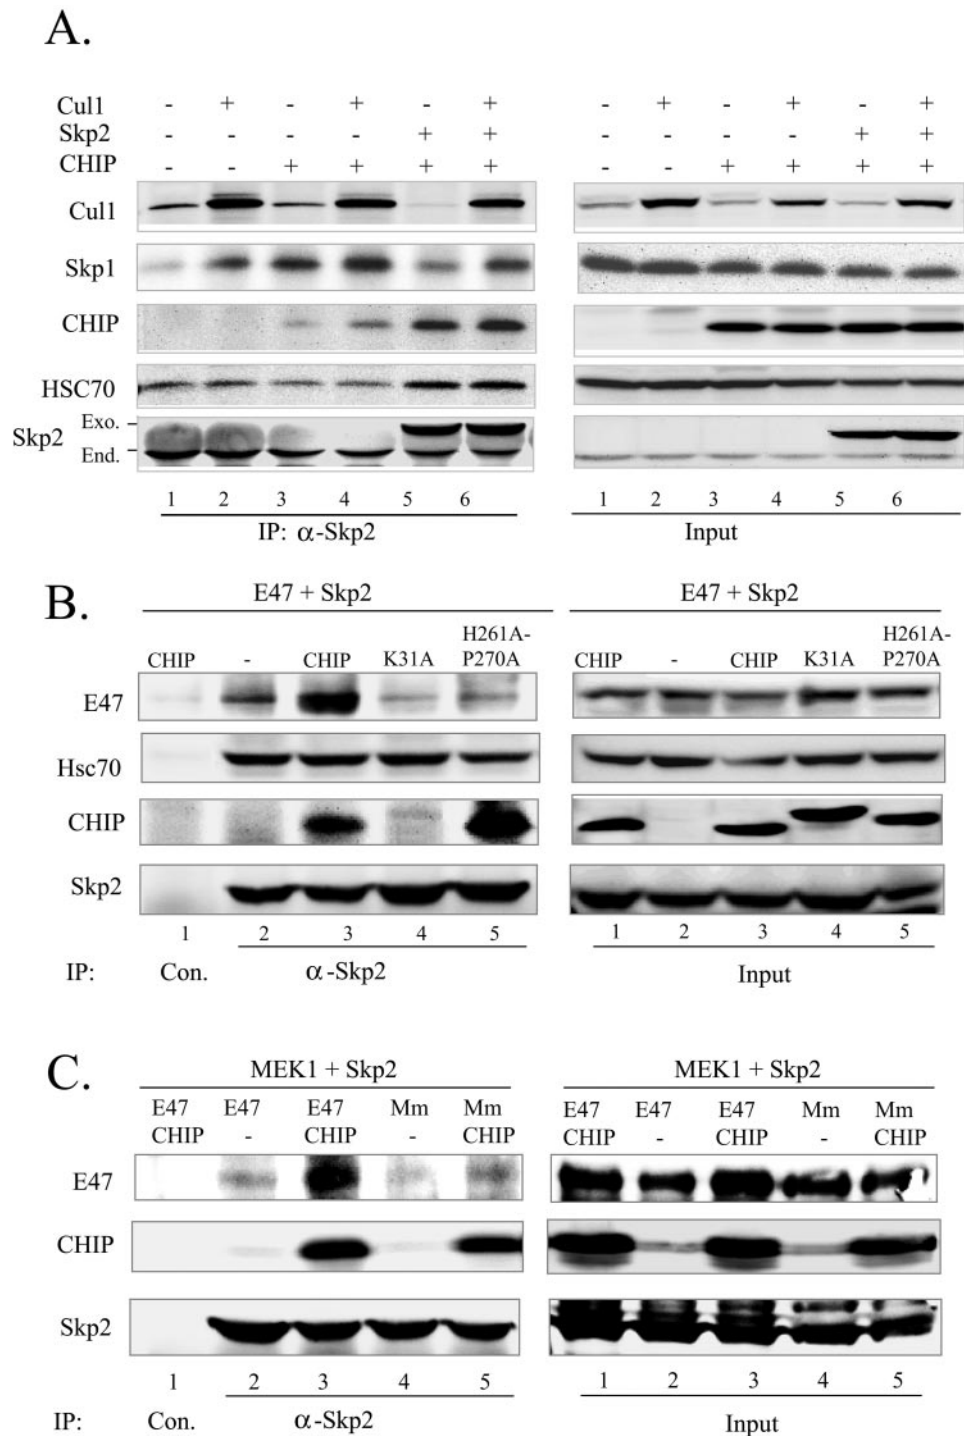 A.
Cul1 - + - + - + - + - + - +
Skp2 - - - - + + - - - - + +
CHIP - - + + + + - - + + + +
Cul1
Skp1
CHIP
HSC70
Skp2 Exo.
End.
1 2 3 4 5 6 1 2 3 4 5 6
IP: α-Skp2 Input
B.
E47 + Skp2 E47 + Skp2
CHIP - CHIP K31A H261A-P270A CHIP - CHIP K31A H261A-P270A
E47
Hsc70
CHIP
Skp2
1 2 3 4 5 1 2 3 4 5
IP: Con. α-Skp2 Input
C.
MEK1 + Skp2 MEK1 + Skp2
E47 E47 E47 Mm Mm E47 E47 E47 Mm Mm
CHIP - CHIP - CHIP CHIP - CHIP - CHIP
E47
CHIP
Skp2
1 2 3 4 5 1 2 3 4 5
IP: Con. α-Skp2 Input